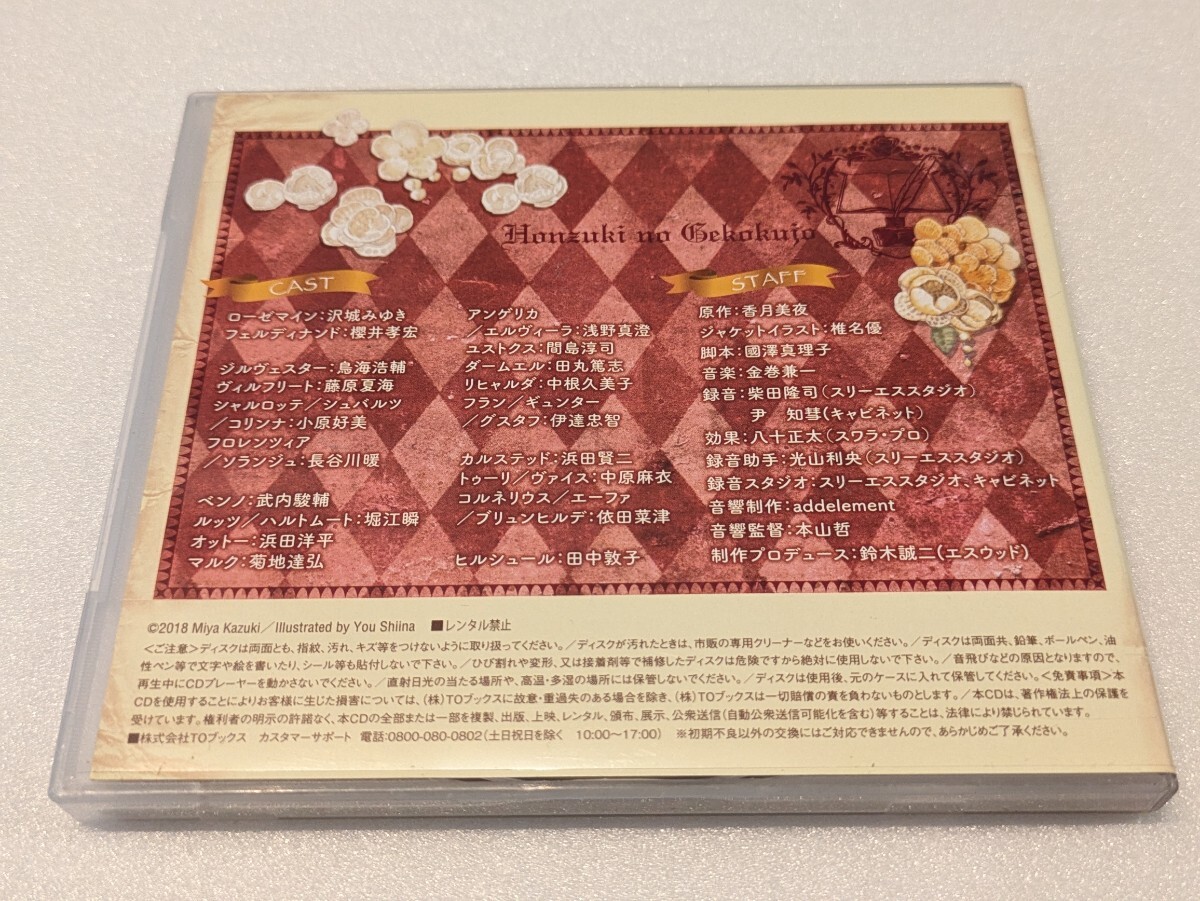 Honzuki no Gekokujo
CAST
ローゼマイン：沢城みゆき
フェルディナンド：櫻井孝宏
ジルヴェスター：鳥海浩輔
ヴィルフリート：藤原夏海
シャルロッテ／シュバルツ
／コリンナ：小原好美
フロレンツィア
／ソランジュ：長谷川暖
ベンノ：武内駿輔
ルッツ／ハルトムート：堀江瞬
オットー：浜田洋平
マルク：菊地達弘
アンゲリカ
／エルヴィーラ：浅野真澄
ユストクス：間島淳司
ダームエル：田丸篤志
リヒャルダ：中根久美子
フラン／ギュンター
／グスタフ：伊達忠智
カルステッド：浜田賢二
トゥーリ／ヴァイス：中原麻衣
コルネリウス／エーファ
／ブリュンヒルデ：依田菜津
ヒルシュール：田中敦子
STAFF
原作：香月美夜
ジャケットイラスト：椎名優
脚本：國澤真理子
音楽：金巻兼一
録音：柴田隆司（スリーエススタジオ）
尹　知彗（キャビネット）
効果：八十正太（スワラ・プロ）
録音助手：光山利央（スリーエススタジオ）
録音スタジオ：スリーエススタジオ、キャビネット
音響制作：addelement
音響監督：本山哲
制作プロデュース：鈴木誠二（エスウッド）
©2018 Miya Kazuki／Illustrated by You Shiina　■レンタル禁止
＜ご注意＞ディスクは両面とも、指紋、汚れ、キズ等をつけないように取り扱ってください。／ディスクが汚れたときは、市販の専用クリーナーなどをお使いください。／ディスクは両面共、鉛筆、ボールペン、油
性ペン等で文字や絵を書いたり、シール等も貼付しないで下さい。／ひび割れや変形、又は接着剤等で補修したディスクは危険ですから絶対に使用しないで下さい。／音飛びなどの原因となりますので、
再生中にCDプレーヤーを動かさないでください。／直射日光の当たる場所や、高温・多湿の場所には保管しないでください。／ディスクは使用後、元のケースに入れて保管してください。＜免責事項＞本
CDを使用することによりお客様に生じた損害については、（株）TOブックスに故意・重過失のある場合を除き、（株）TOブックスは一切賠償の責を負わないものとします。／本CDは、著作権法上の保護を
受けています。権利者の明示の許諾なく、本CDの全部または一部を複製、出版、上映、レンタル、頒布、展示、公衆送信（自動公衆送信可能化を含む）等することは、法律により禁じられています。
■株式会社TOブックス　カスタマーサポート　電話：0800-080-0802（土日祝日を除く　10:00〜17:00）　※初期不良以外の交換にはご対応できませんので、あらかじめご了承ください。